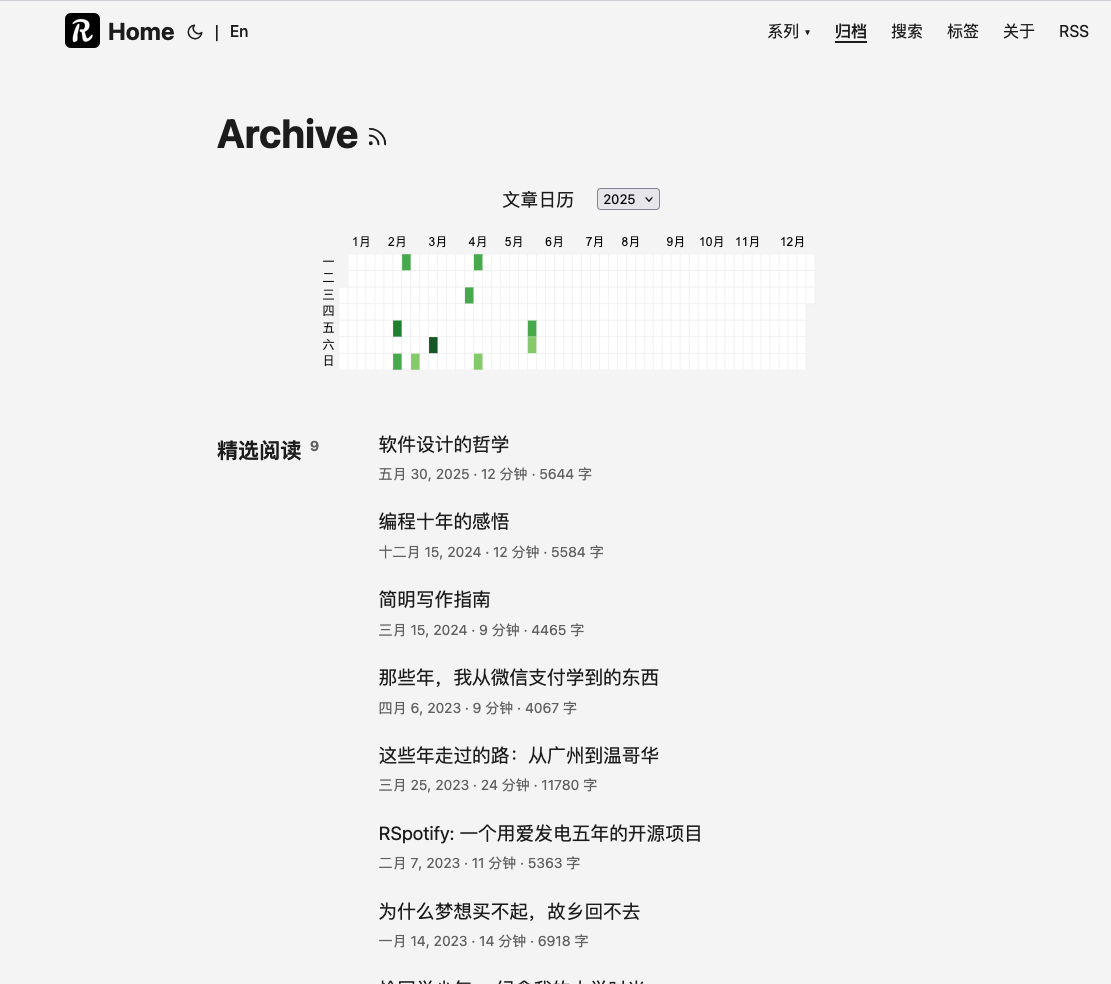 R Home | En 系列 ▾ 归档 搜索 标签 关于 RSS
Archive
文章日历 2025
1月 2月 3月 4月 5月 6月 7月 8月 9月 10月 11月 12月
一
二
三
四
五
六
日
精选阅读 9
软件设计的哲学
五月 30, 2025 · 12 分钟 · 5644 字
编程十年的感悟
十二月 15, 2024 · 12 分钟 · 5584 字
简明写作指南
三月 15, 2024 · 9 分钟 · 4465 字
那些年，我从微信支付学到的东西
四月 6, 2023 · 9 分钟 · 4067 字
这些年走过的路：从广州到温哥华
三月 25, 2023 · 24 分钟 · 11780 字
RSpotify: 一个用爱发电五年的开源项目
二月 7, 2023 · 11 分钟 · 5363 字
为什么梦想买不起，故乡回不去
一月 14, 2023 · 14 分钟 · 6918 字